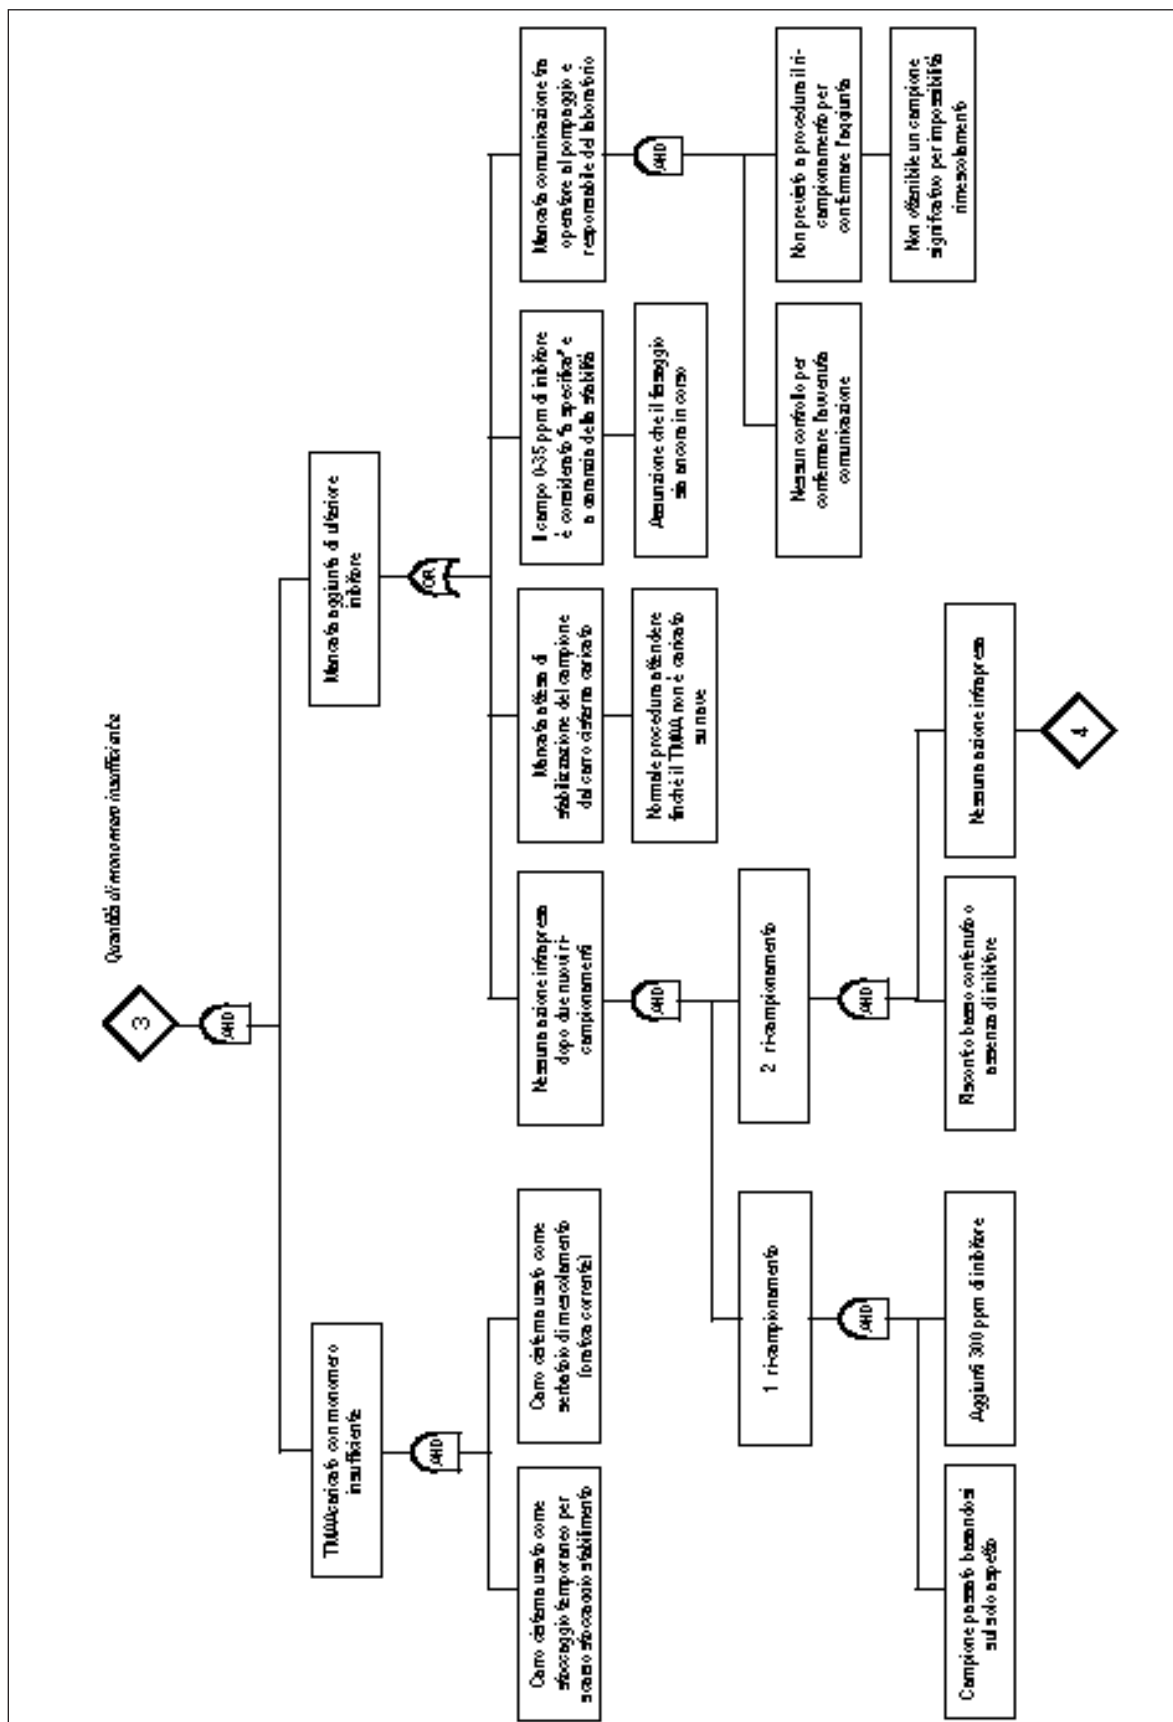 Quantità di monomero insufficiente
3
AND
TMAA caricato con monomero
insufficiente
Mancata aggiunta di ulteriore
inibitore
AND
OR
Carro cisterna usato come
stoccaggio temporaneo per
scarso stoccaggio stabilimento
Carro cisterna usato come
serbatoio di mescolamento
(pratica corrente)
Nessuna azione intrapresa
dopo due nuovi ri-
campionamenti
Mancata attesa di
stabilizzazione del campione
dal carro cisterna caricato
Il campo 0-35 ppm di inibitore
è considerato "a specifica" e
a garanzia della stabilità
Mancata comunicazione tra
operatore al pompaggio e
responsabile del laboratorio
AND
Normale procedura attendere
finché il TMAA non è caricato
su nave
Assunzione che il
sia ancora in corso
AND
1 ri-campionamento
2 ri-campionamento
Nessun controllo per
confermare l'avvenuta
comunicazione
Non previsto a procedura il ri-
campionamento per
confermare l'aggiunta
AND
AND
Non ottenibile un campione
significativo per impossibilità
rimescolamento
Campione passato basandosi
sul solo aspetto
Aggiunti 300 ppm di inibitore
Riscontro basso contenuto o
assenza di inibitore
Nessuna azione intrapresa
4